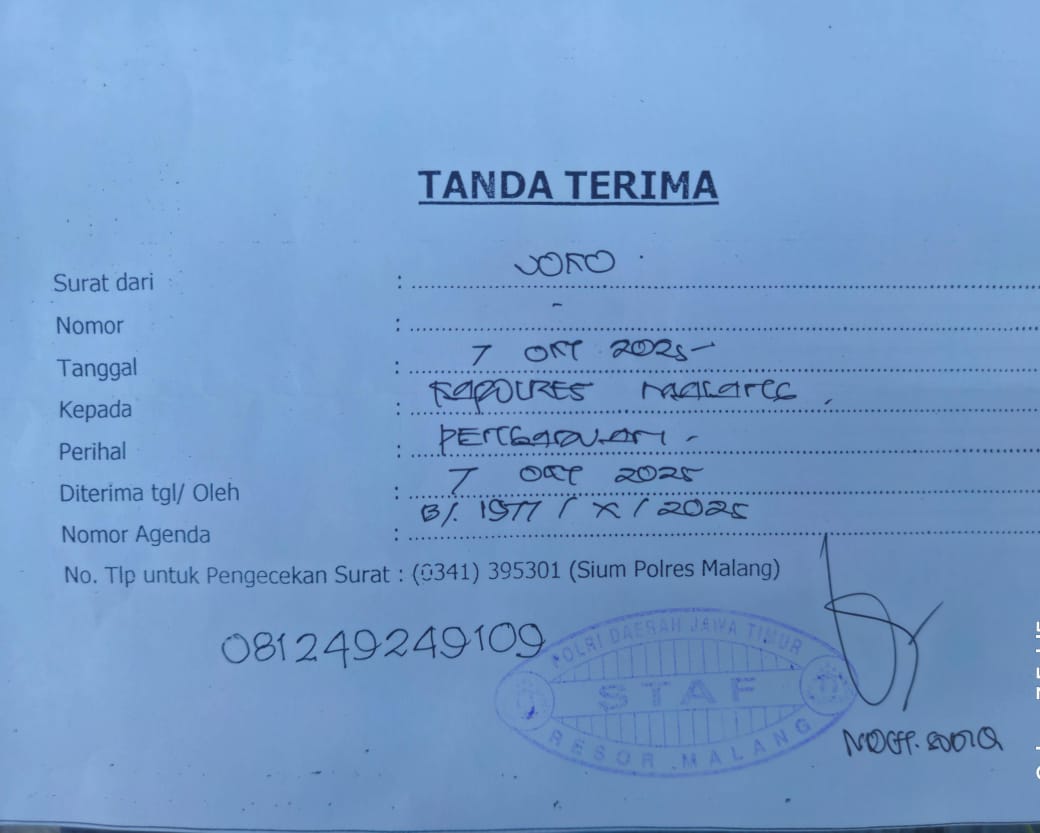 TANDA TERIMA
Surat dari : JOKO
Nomor : -
Tanggal : 7 OKT 2025-
Kepada : KAPOLRES MALANG
Perihal : PENGADUAN -
Diterima tgl/ Oleh : 7 OKT 2025
Nomor Agenda : B/. 1977 / X / 2025
No. Tlp untuk Pengecekan Surat : (0341) 395301 (Sium Polres Malang)
081249249109
POLRI DAERAH JAWA TIMUR
STAF
RESOR MALANG
MOCH.